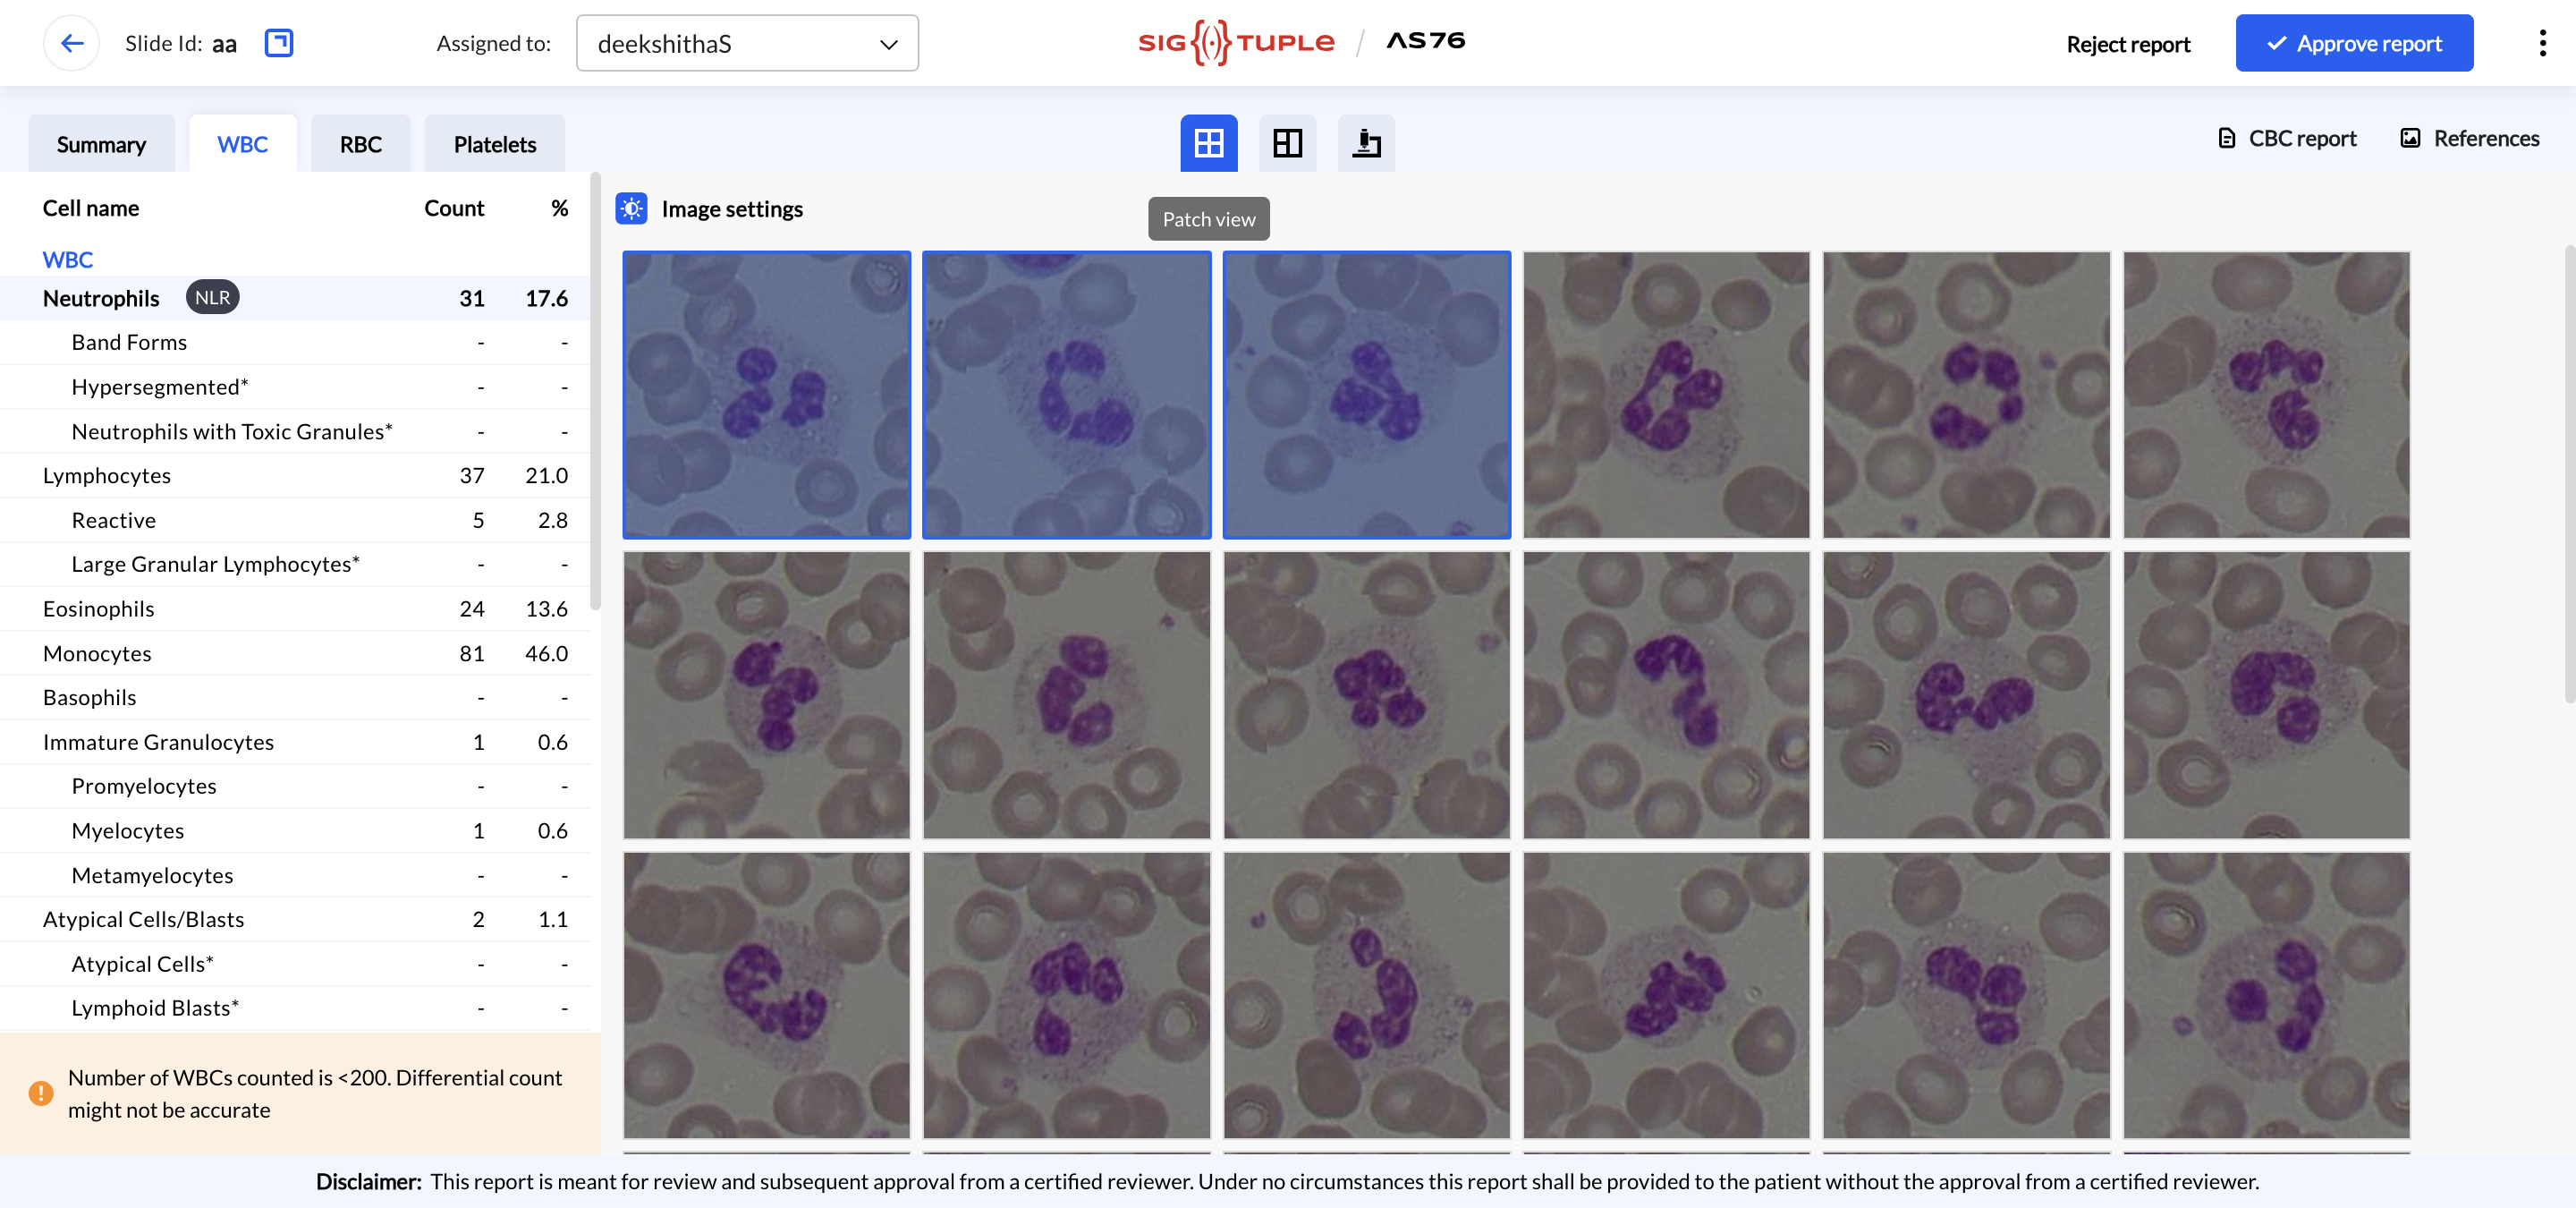 Slide Id: aa
Assigned to: deekshithaS
SIG{(·)}TUPLE / AS76
Reject report
Approve report
Summary
WBC
RBC
Platelets
CBC report
References
Cell name Count %
WBC
Neutrophils NLR 31 17.6
Band Forms - -
Hypersegmented* - -
Neutrophils with Toxic Granules* - -
Lymphocytes 37 21.0
Reactive 5 2.8
Large Granular Lymphocytes* - -
Eosinophils 24 13.6
Monocytes 81 46.0
Basophils - -
Immature Granulocytes 1 0.6
Promyelocytes - -
Myelocytes 1 0.6
Metamyelocytes - -
Atypical Cells/Blasts 2 1.1
Atypical Cells* - -
Lymphoid Blasts* - -
Number of WBCs counted is <200. Differential count
might not be accurate
Image settings
Patch view
Disclaimer: This report is meant for review and subsequent approval from a certified reviewer. Under no circumstances this report shall be provided to the patient without the approval from a certified reviewer.